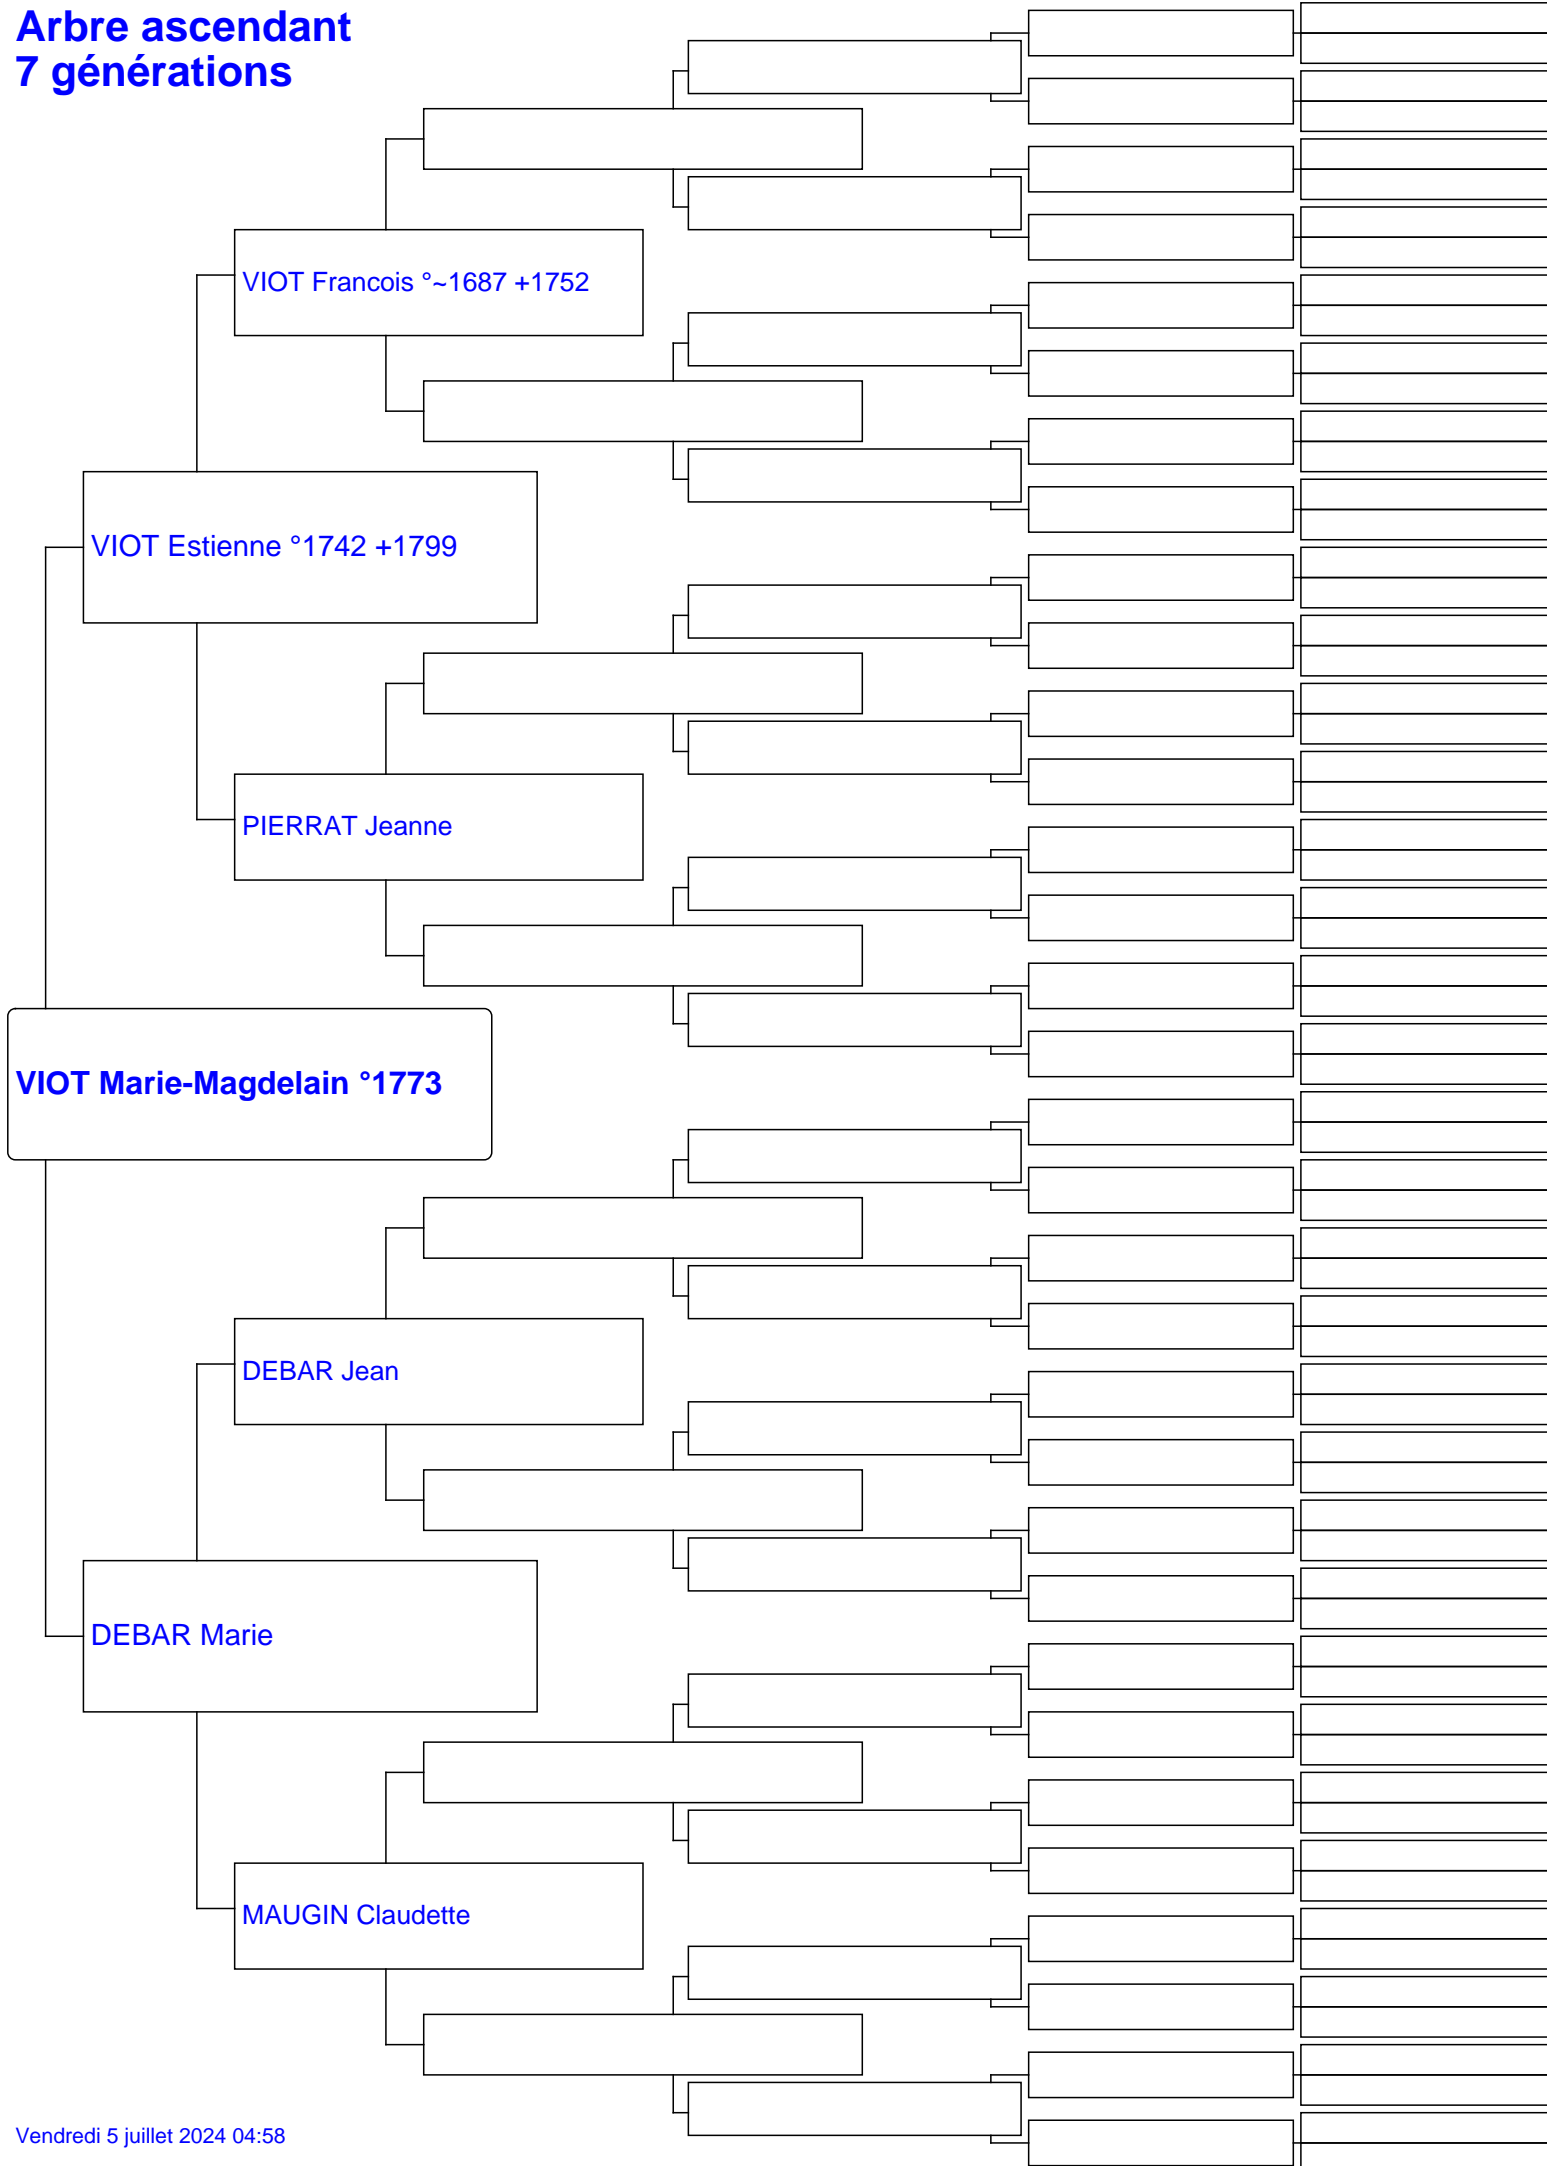 Arbre ascendant
7 générations
VIOT Francois °~1687 +1752
VIOT Estienne °1742 +1799
PIERRAT Jeanne
VIOT Marie-Magdelain °1773
DEBAR Jean
DEBAR Marie
MAUGIN Claudette
Vendredi 5 juillet 2024 04:58